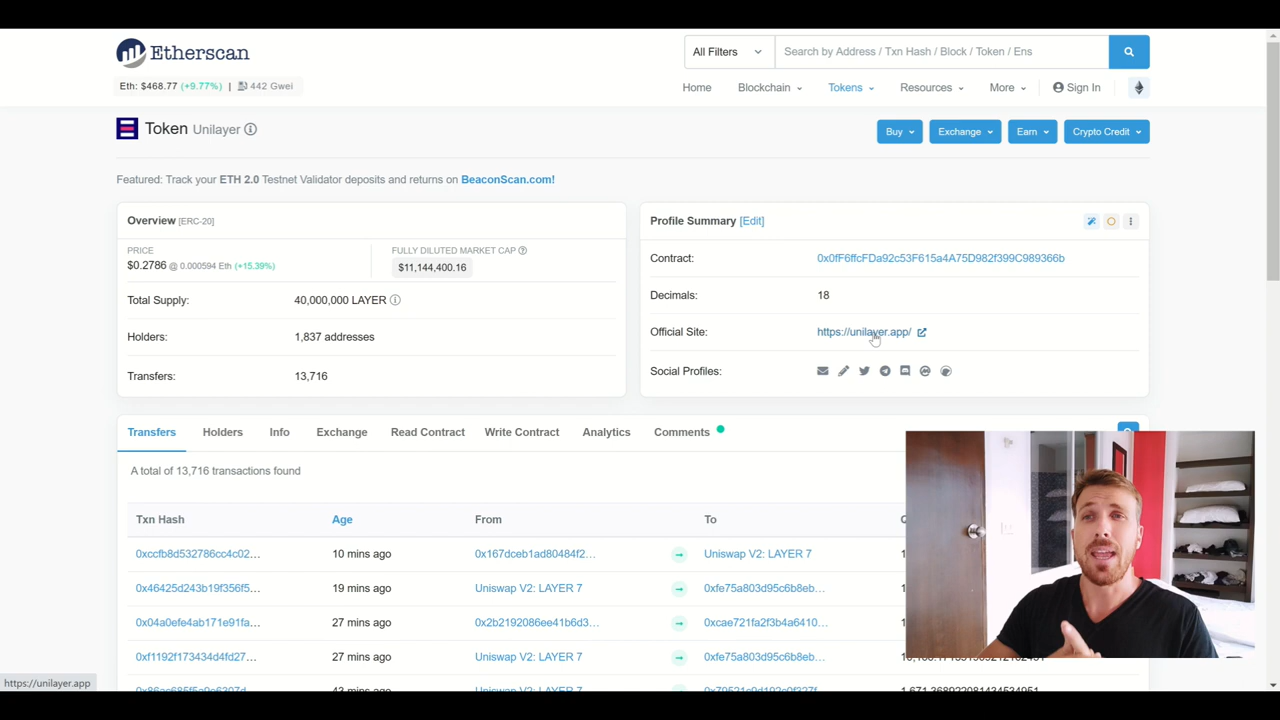 Etherscan
All Filters
Search by Address / Txn Hash / Block / Token / Ens
Eth: $468.77 (+9.77%) | 442 Gwei
Home Blockchain Tokens Resources More Sign In
Token Unilayer
Buy Exchange Earn Crypto Credit
Featured: Track your ETH 2.0 Testnet Validator deposits and returns on BeaconScan.com!
Overview [ERC-20]
PRICE
$0.2786 @ 0.000594 Eth (+15.39%)
FULLY DILUTED MARKET CAP
$11,144,400.16
Total Supply: 40,000,000 LAYER
Holders: 1,837 addresses
Transfers: 13,716
Profile Summary [Edit]
Contract: 0x0fF6ffcFDa92c53F615a4A75D982f399C989366b
Decimals: 18
Official Site: https://unilayer.app/
Social Profiles:
Transfers Holders Info Exchange Read Contract Write Contract Analytics Comments
A total of 13,716 transactions found
Txn Hash Age From To
0xccfb8d532786cc4c02... 10 mins ago 0x167dceb1ad80484f2... Uniswap V2: LAYER 7
0x46425d243b19f356f5... 19 mins ago Uniswap V2: LAYER 7 0xfe75a803d95c6b8eb...
0x04a0efe4ab171e91fa... 27 mins ago 0x2b2192086ee41b6d3... 0xcae721fa2f3b4a6410...
0xf1192f173434d4fd27... 27 mins ago Uniswap V2: LAYER 7 0xfe75a803d95c6b8eb...
https://unilayer.app